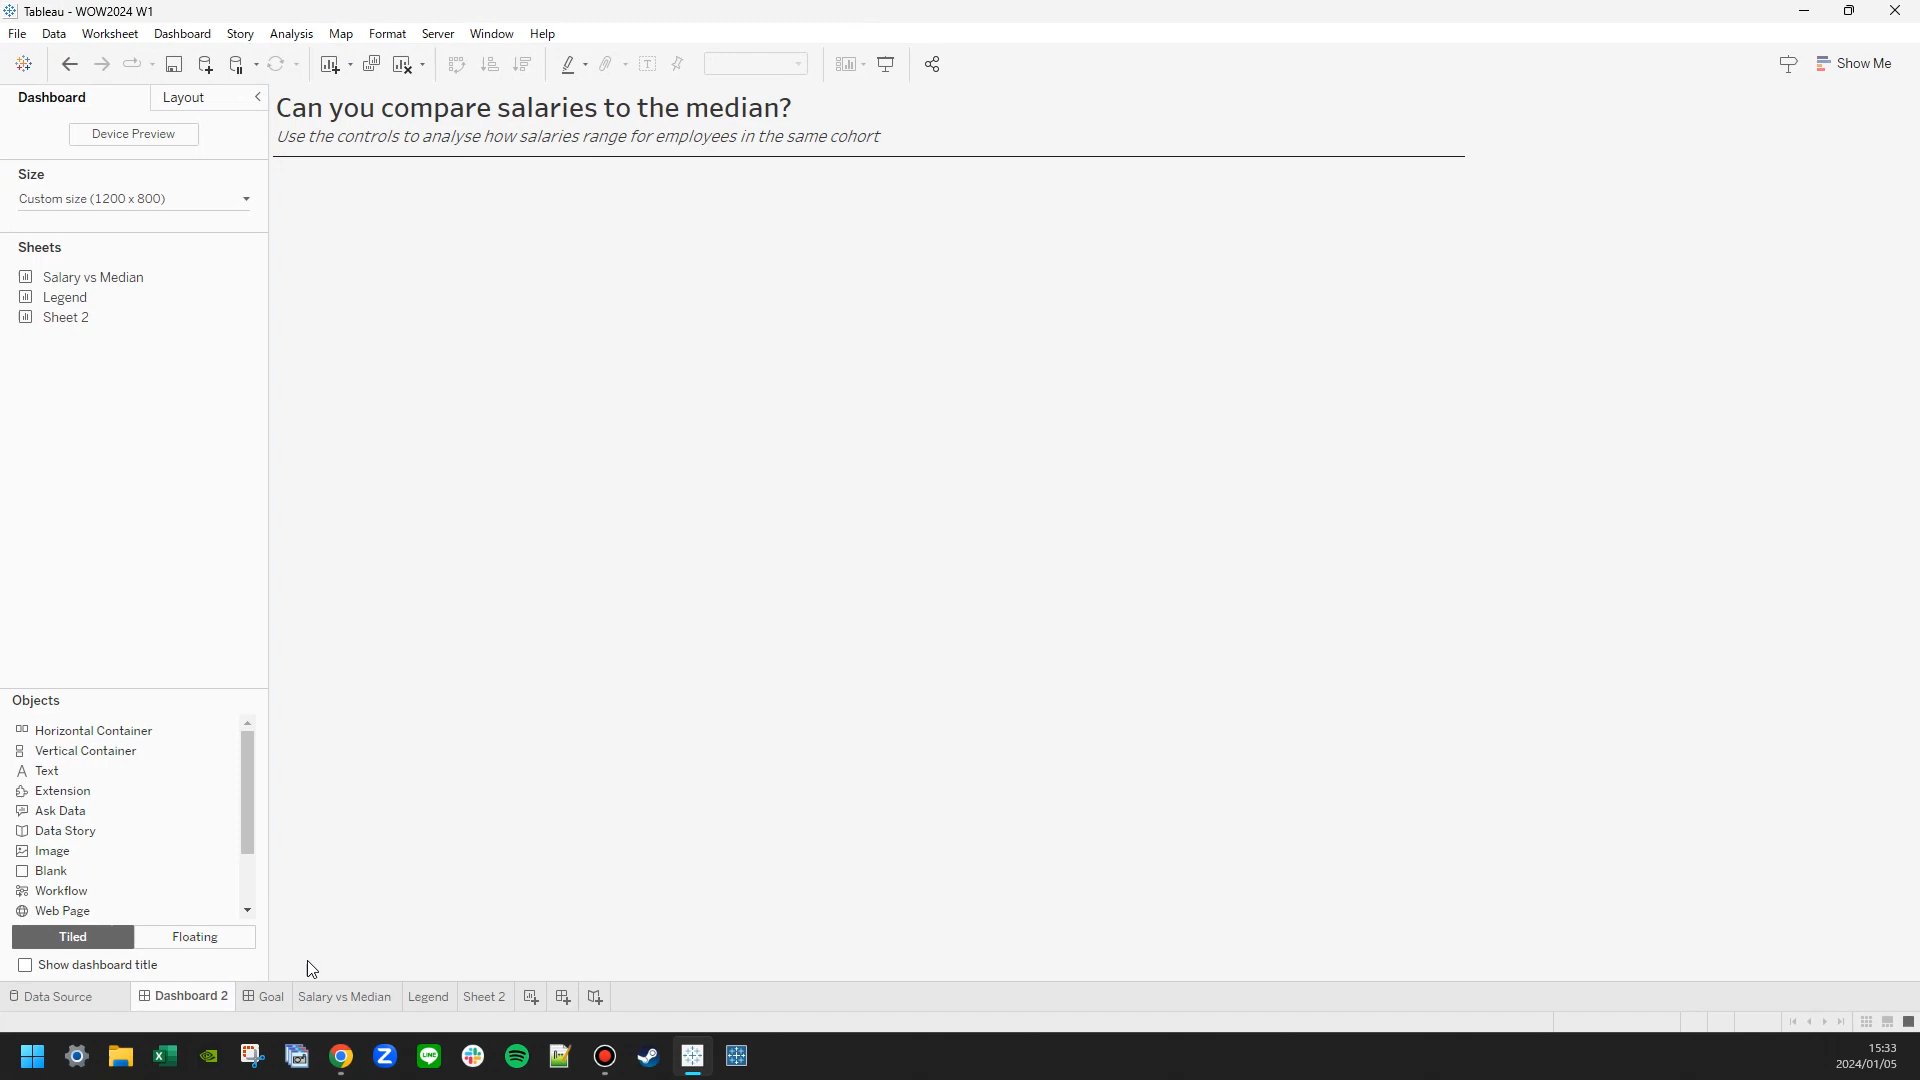 Tableau - WOW2024 W1
File Data Worksheet Dashboard Story Analysis Map Format Server Window Help
Show Me
Dashboard
Layout
Device Preview
Size
Custom size (1200 x 800)
Sheets
Salary vs Median
Legend
Sheet 2
Can you compare salaries to the median?
Use the controls to analyse how salaries range for employees in the same cohort
Objects
Horizontal Container
Vertical Container
Text
Extension
Ask Data
Data Story
Image
Blank
Workflow
Web Page
Tiled
Floating
Show dashboard title
Data Source Dashboard 2 Goal Salary vs Median Legend Sheet 2
15:33
2024/01/05